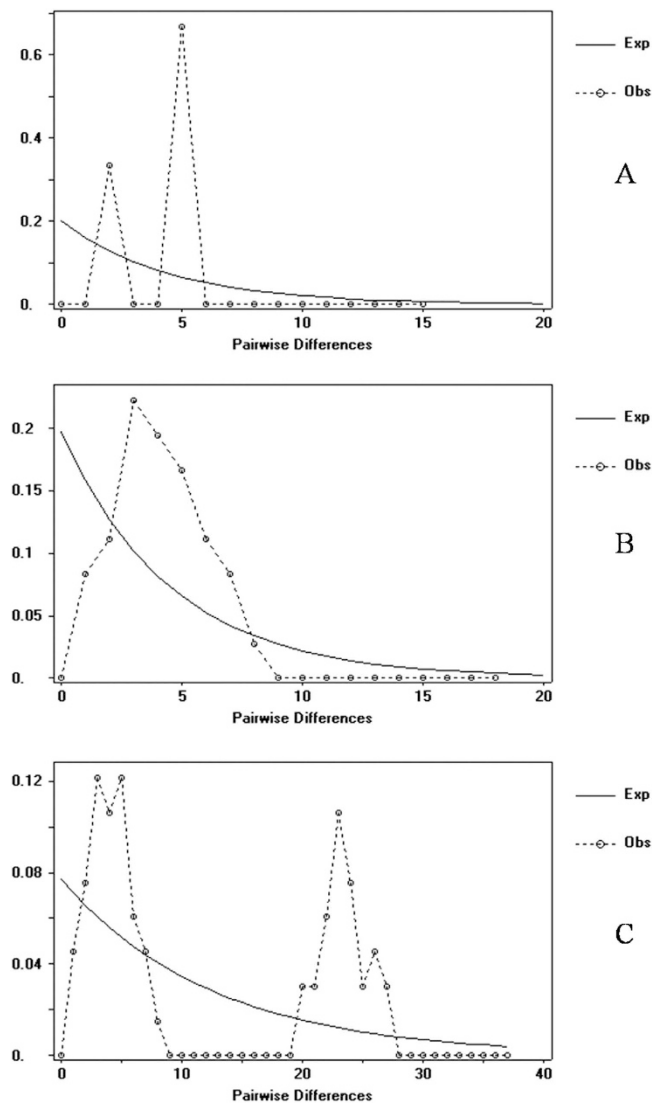 0.6
0.4
0.2
0.
0 5 10 15 20
Pairwise Differences
Exp
Obs
A
0.2
0.15
0.1
0.05
0.
0 5 10 15 20
Pairwise Differences
Exp
Obs
B
0.12
0.08
0.04
0.
0 10 20 30 40
Pairwise Differences
Exp
Obs
C